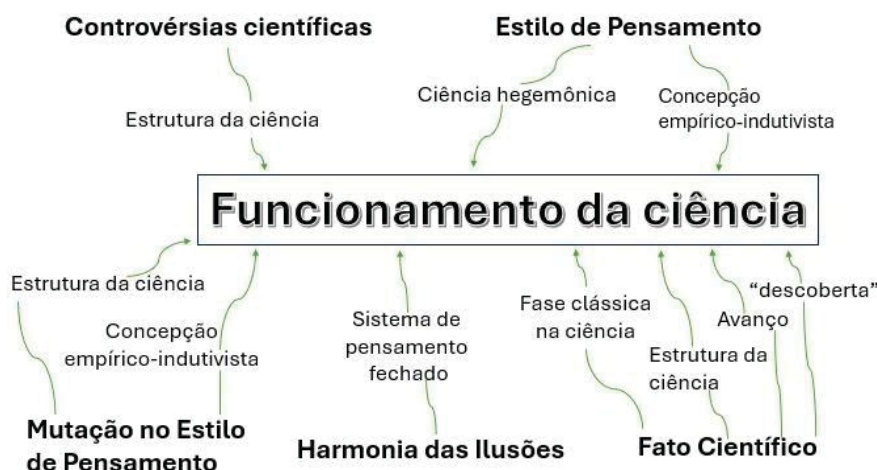 Controvérsias científicas
Estilo de Pensamento
Ciência hegemônica
Concepção
empírico-indutivista
Estrutura da ciência
Funcionamento da ciência
Estrutura da ciência
Concepção
empírico-indutivista
Sistema de
pensamento
fechado
Fase clássica
na ciência
Estrutura da
ciência
Avanço
“descoberta”
Mutação no Estilo
de Pensamento
Harmonia das Ilusões
Fato Científico